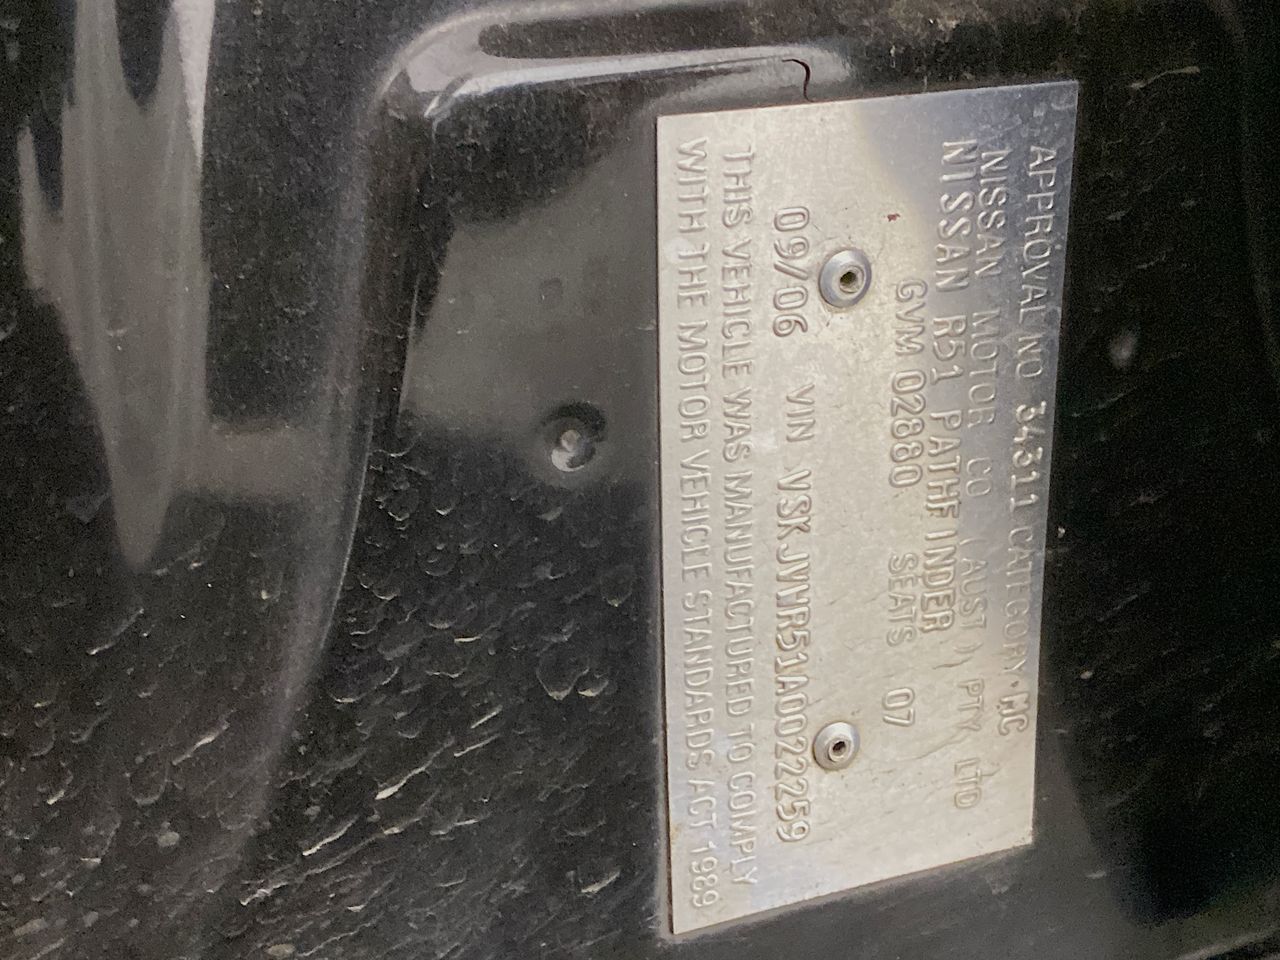 APPROVAL NO 34311 CATEGORY MC
NISSAN MOTOR CO (AUST) PTY LTD
NISSAN R51 PATHFINDER
GVM 02880 SEATS 07
09/06 VIN VSKJVWR51A0022259
THIS VEHICLE WAS MANUFACTURED TO COMPLY
WITH THE MOTOR VEHICLE STANDARDS ACT 1989